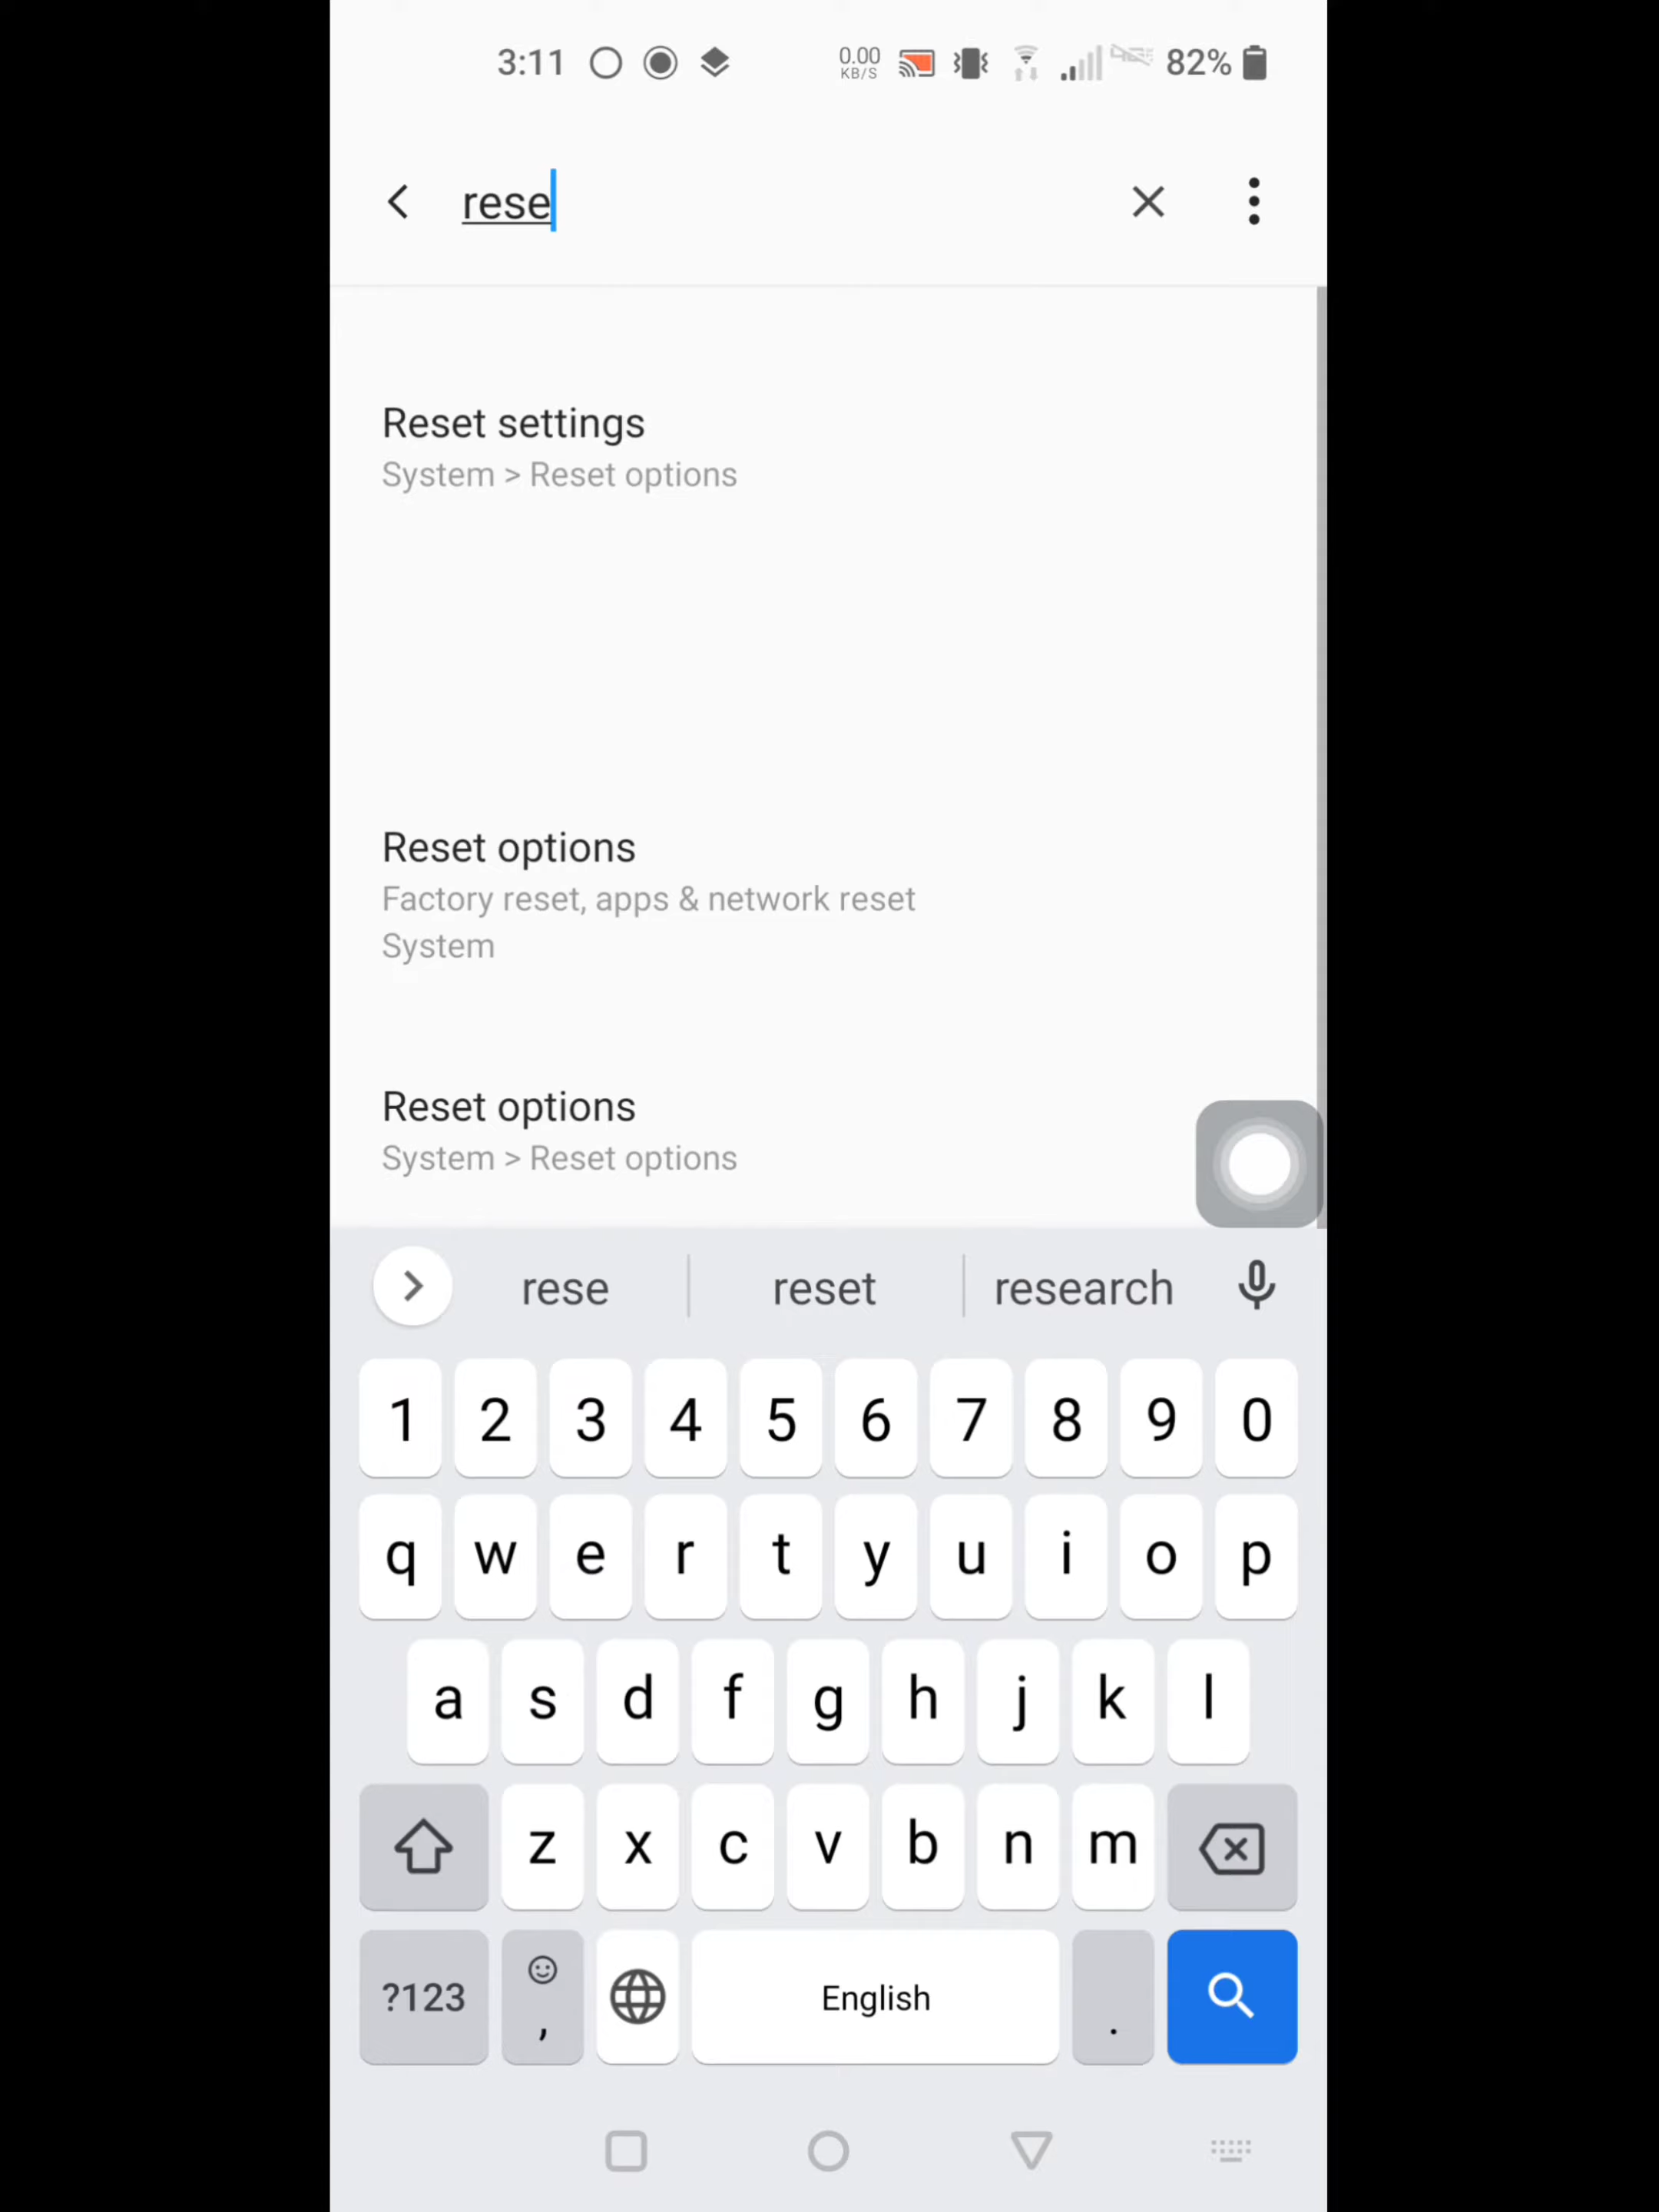 3:11
0.00
KB/S
82%
rese
Reset settings
System > Reset options
Reset options
Factory reset, apps & network reset
System
Reset options
System > Reset options
rese
reset
research
1 2 3 4 5 6 7 8 9 0
q w e r t y u i o p
a s d f g h j k l
z x c v b n m
?123 , English .